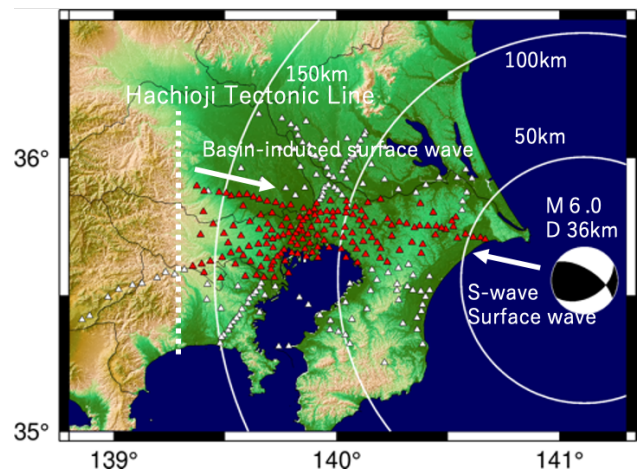 150km
100km
Hachioji Tectonic Line
50km
36°
Basin-induced surface wave
M 6.0
D 36km
S-wave
Surface wave
35°
139°
140°
141°